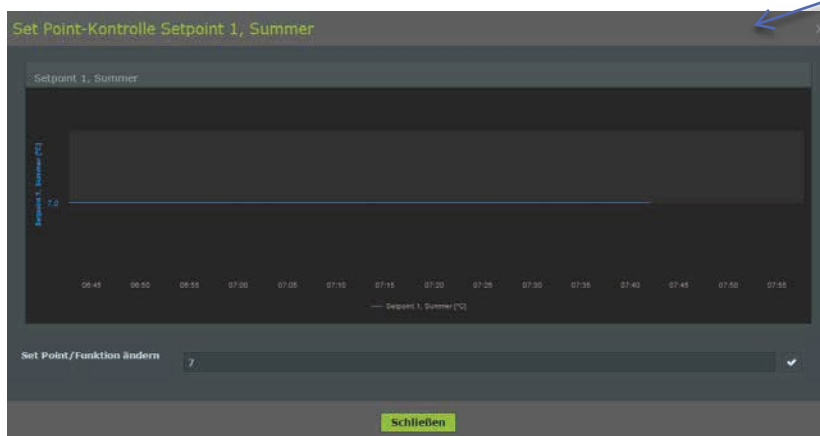 Set Point-Kontrolle Setpoint 1, Summer
Setpoint 1, Summer
Setpoint 1, Summer [°C]
7.0
06:45 06:50 06:55 07:00 07:05 07:10 07:15 07:20 07:25 07:30 07:35 07:40 07:45 07:50 07:55
Setpoint 1, Summer [°C]
Set Point/Funktion ändern
7
Schließen